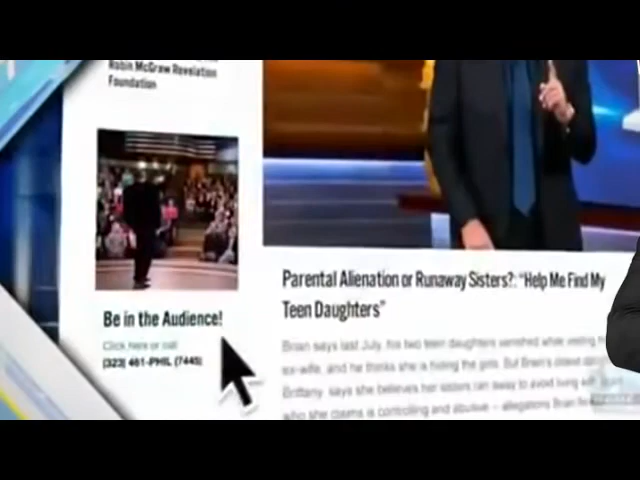 Robin McGraw Revelation
Foundation
Be in the Audience!
Click here or call
(323) 461-PHIL (7445)
Parental Alienation or Runaway Sisters?: "Help Me Find My
Teen Daughters"
Brian says last July, his two teen daughters vanished while visiting
ex-wife, and he thinks she is hiding the girls. But Brian's oldest
Brittany, says she believes her sisters ran away to avoid living
who she claims is controlling and abusive – allegations Brian